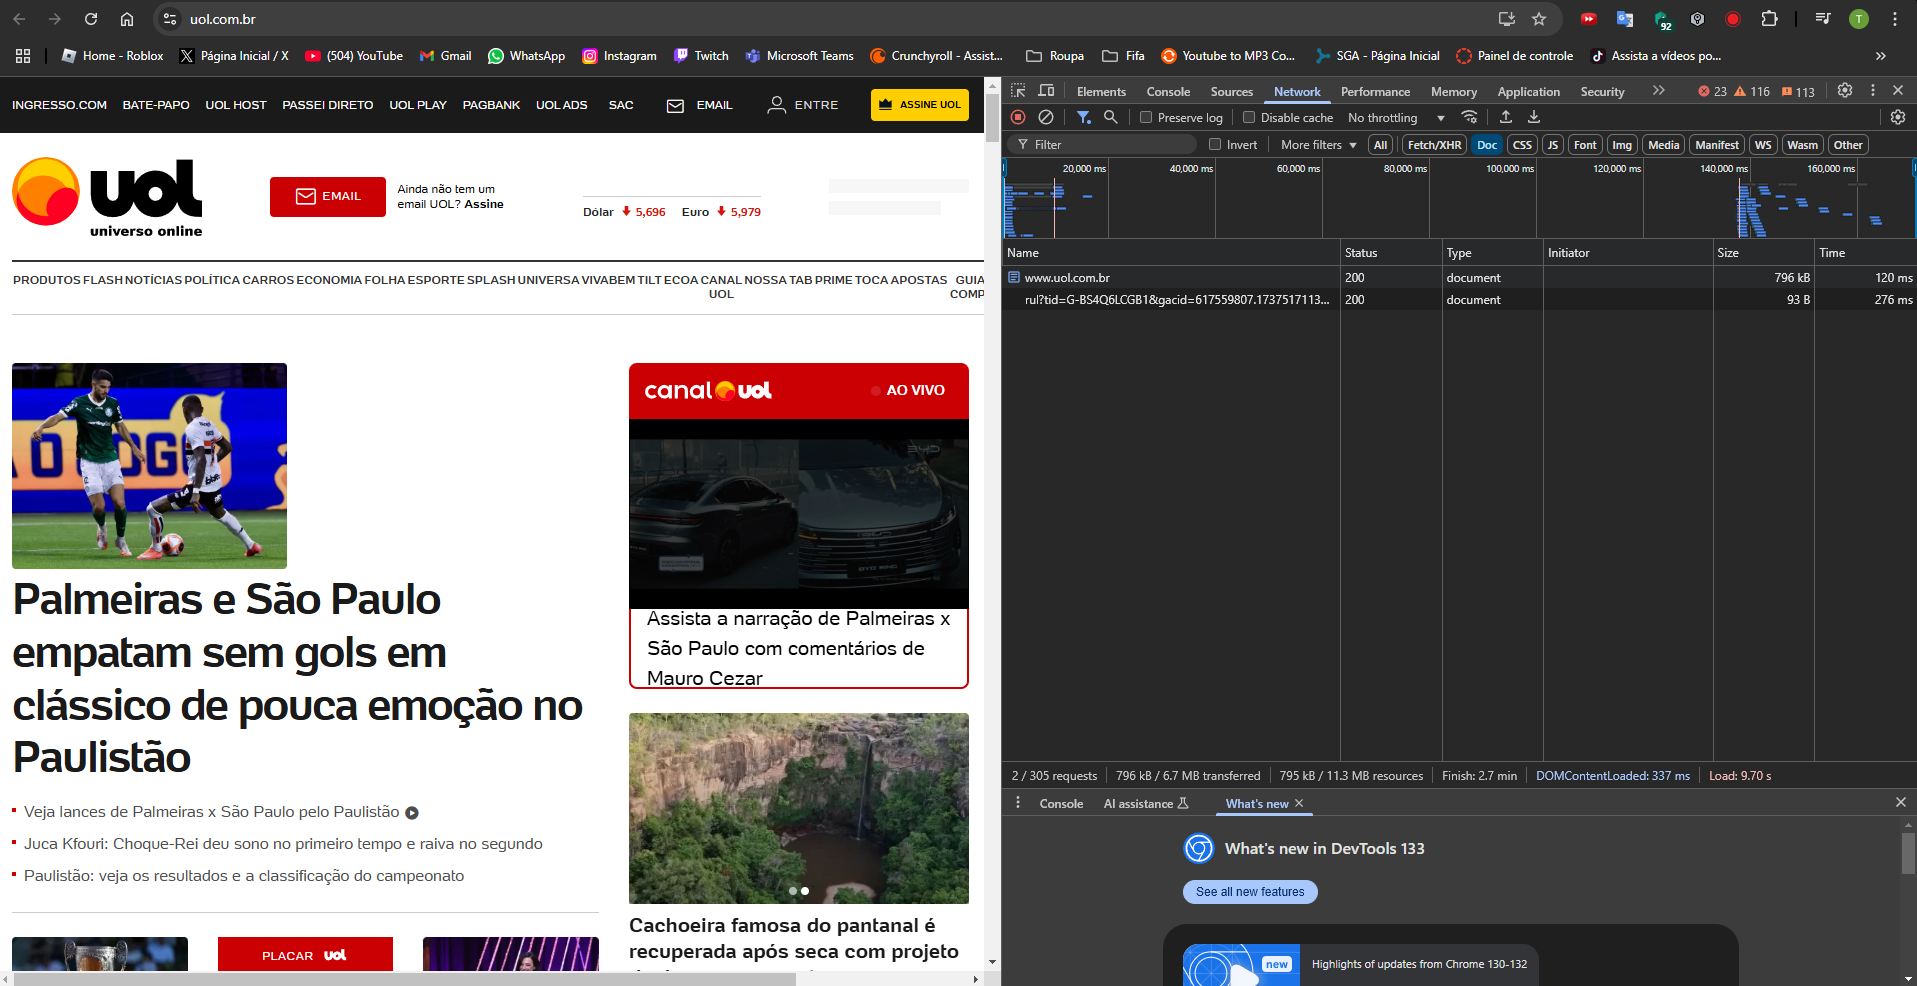 uol.com.br
92
T
Home - Roblox
Página Inicial / X
(504) YouTube
Gmail
WhatsApp
Instagram
Twitch
Microsoft Teams
Crunchyroll - Assist...
Roupa
Fifa
Youtube to MP3 Co...
SGA - Página Inicial
Painel de controle
Assista a vídeos po...
INGRESSO.COM BATE-PAPO UOL HOST PASSEI DIRETO UOL PLAY PAGBANK UOL ADS SAC EMAIL ENTRE ASSINE UOL
uol
universo online
EMAIL
Ainda não tem um
email UOL? Assine
Dólar 5,696 Euro 5,979
PRODUTOS FLASH NOTÍCIAS POLÍTICA CARROS ECONOMIA FOLHA ESPORTE SPLASH UNIVERSA VIVABEM TILT ECOA CANAL NOSSA TAB PRIME TOCA APOSTAS GUIA
UOL COMP
Palmeiras e São Paulo
empatam sem gols em
clássico de pouca emoção no
Paulistão
Veja lances de Palmeiras x São Paulo pelo Paulistão
Juca Kfouri: Choque-Rei deu sono no primeiro tempo e raiva no segundo
Paulistão: veja os resultados e a classificação do campeonato
PLACAR uol
canal uol
AO VIVO
Assista a narração de Palmeiras x
São Paulo com comentários de
Mauro Cezar
Cachoeira famosa do pantanal é
recuperada após seca com projeto
Elements Console Sources Network Performance Memory Application Security
23 116 113
Preserve log Disable cache No throttling
Filter Invert More filters All Fetch/XHR Doc CSS JS Font Img Media Manifest WS Wasm Other
20,000 ms 40,000 ms 60,000 ms 80,000 ms 100,000 ms 120,000 ms 140,000 ms 160,000 ms
Name Status Type Initiator Size Time
www.uol.com.br 200 document 796 kB 120 ms
rul?tid=G-BS4Q6LCGB1&gacid=617559807.1737517113... 200 document 93 B 276 ms
2 / 305 requests 796 kB / 6.7 MB transferred 795 kB / 11.3 MB resources Finish: 2.7 min DOMContentLoaded: 337 ms Load: 9.70 s
Console AI assistance What's new
What's new in DevTools 133
See all new features
new
Highlights of updates from Chrome 130-132